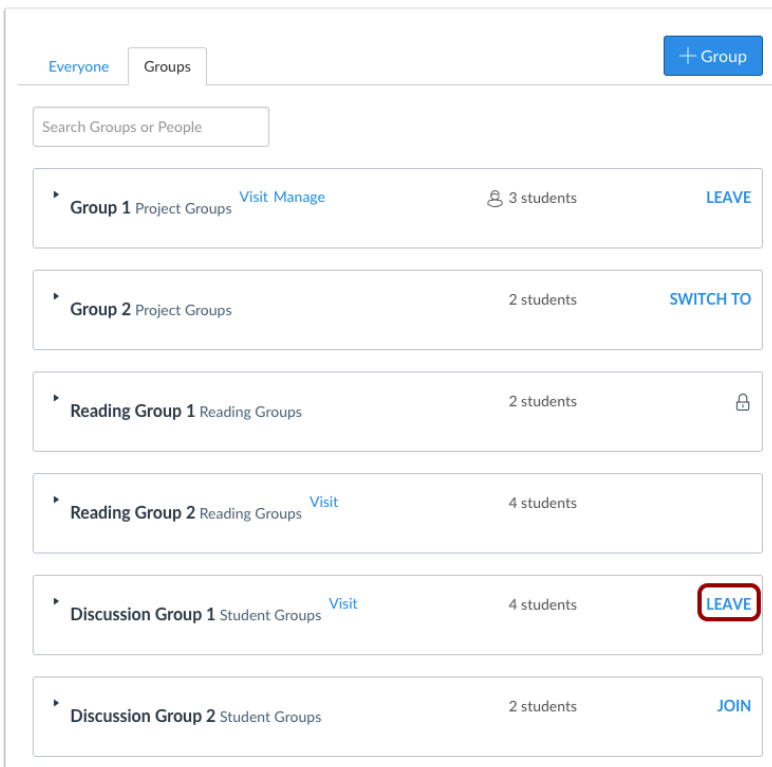 Everyone Groups + Group
Search Groups or People
Group 1 Project Groups Visit Manage 3 students LEAVE
Group 2 Project Groups 2 students SWITCH TO
Reading Group 1 Reading Groups 2 students
Reading Group 2 Reading Groups Visit 4 students
Discussion Group 1 Student Groups Visit 4 students LEAVE
Discussion Group 2 Student Groups 2 students JOIN